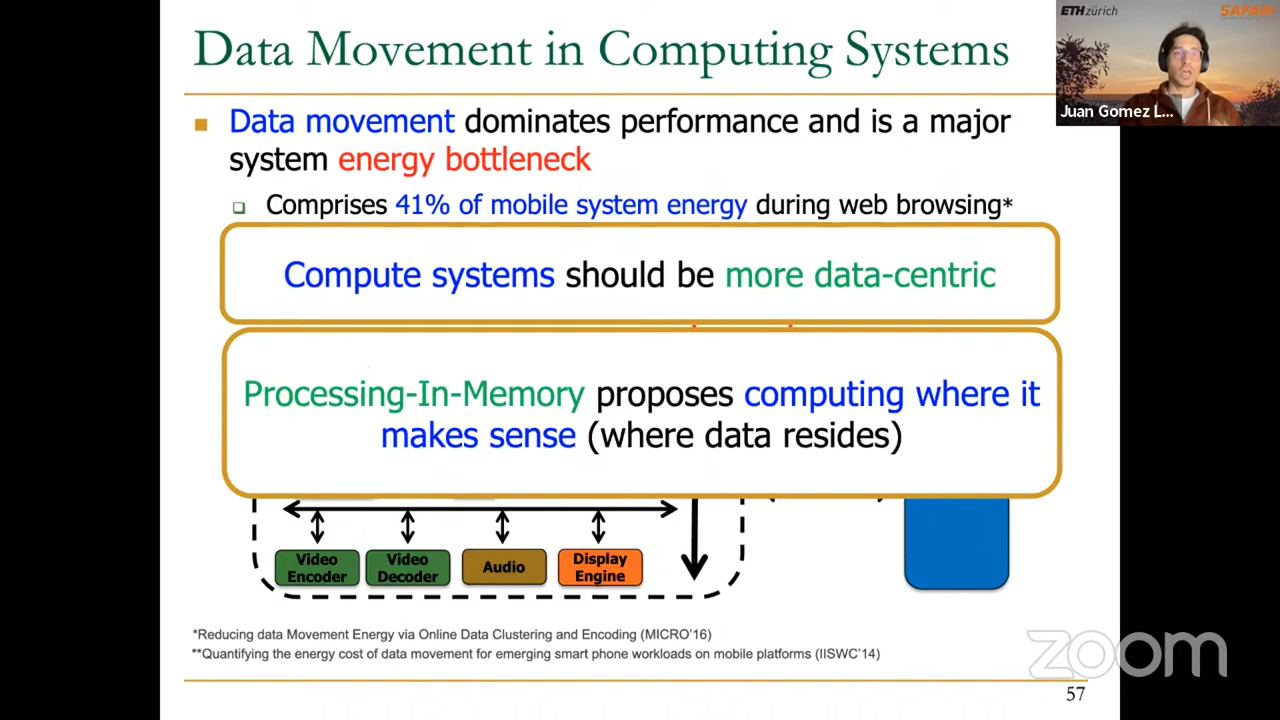 Data Movement in Computing Systems
ETH zürich
SAFARI
Juan Gomez L...
Data movement dominates performance and is a major
system energy bottleneck
Comprises 41% of mobile system energy during web browsing*
Compute systems should be more data-centric
Processing-In-Memory proposes computing where it
makes sense (where data resides)
Video
Encoder
Video
Decoder
Audio
Display
Engine
*Reducing data Movement Energy via Online Data Clustering and Encoding (MICRO'16)
**Quantifying the energy cost of data movement for emerging smart phone workloads on mobile platforms (IISWC'14)
zoom
57